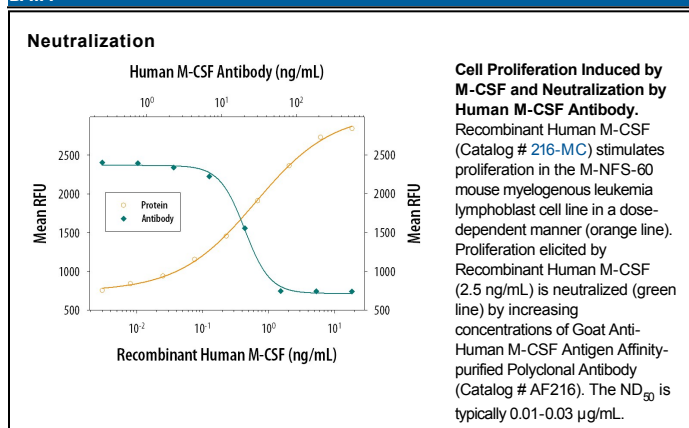 Neutralization
Human M-CSF Antibody (ng/mL)
10⁰ 10¹ 10²
2500 2500
2000 2000
1500 1500
1000 1000
500 500
Mean RFU
Mean RFU
Protein
Antibody
10⁻² 10⁻¹ 10⁰ 10¹
Recombinant Human M-CSF (ng/mL)
Cell Proliferation Induced by
M-CSF and Neutralization by
Human M-CSF Antibody.
Recombinant Human M-CSF
(Catalog # 216-MC) stimulates
proliferation in the M-NFS-60
mouse myelogenous leukemia
lymphoblast cell line in a dose-
dependent manner (orange line).
Proliferation elicited by
Recombinant Human M-CSF
(2.5 ng/mL) is neutralized (green
line) by increasing
concentrations of Goat Anti-
Human M-CSF Antigen Affinity-
purified Polyclonal Antibody
(Catalog # AF216). The ND₅₀ is
typically 0.01-0.03 µg/mL.